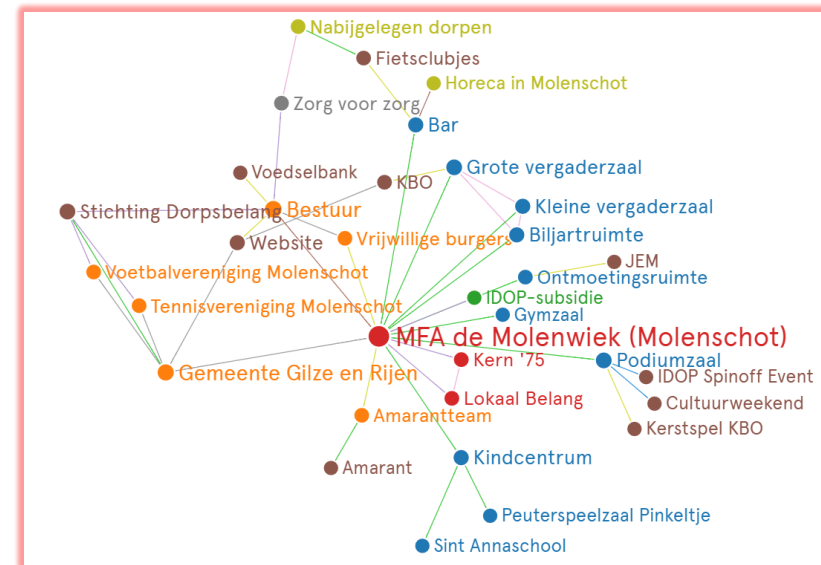 Nabijgelegen dorpen
Fietsclubjes
Horeca in Molenschot
Zorg voor zorg
Bar
Voedselbank
Grote vergaderzaal
KBO
Stichting Dorpsbelang
Bestuur
Kleine vergaderzaal
Website
Vrijwillige burgers
Biljartruimte
JEM
Voetbalvereniging Molenschot
Ontmoetingsruimte
IDOP-subsidie
Tennisvereniging Molenschot
Gymzaal
MFA de Molenwiek (Molenschot)
Kern '75
Podiumzaal
Gemeente Gilze en Rijen
IDOP Spinoff Event
Lokaal Belang
Cultuurweekend
Amarantteam
Kerstspel KBO
Kindcentrum
Amarant
Peuterspeelzaal Pinkeltje
Sint Annaschool